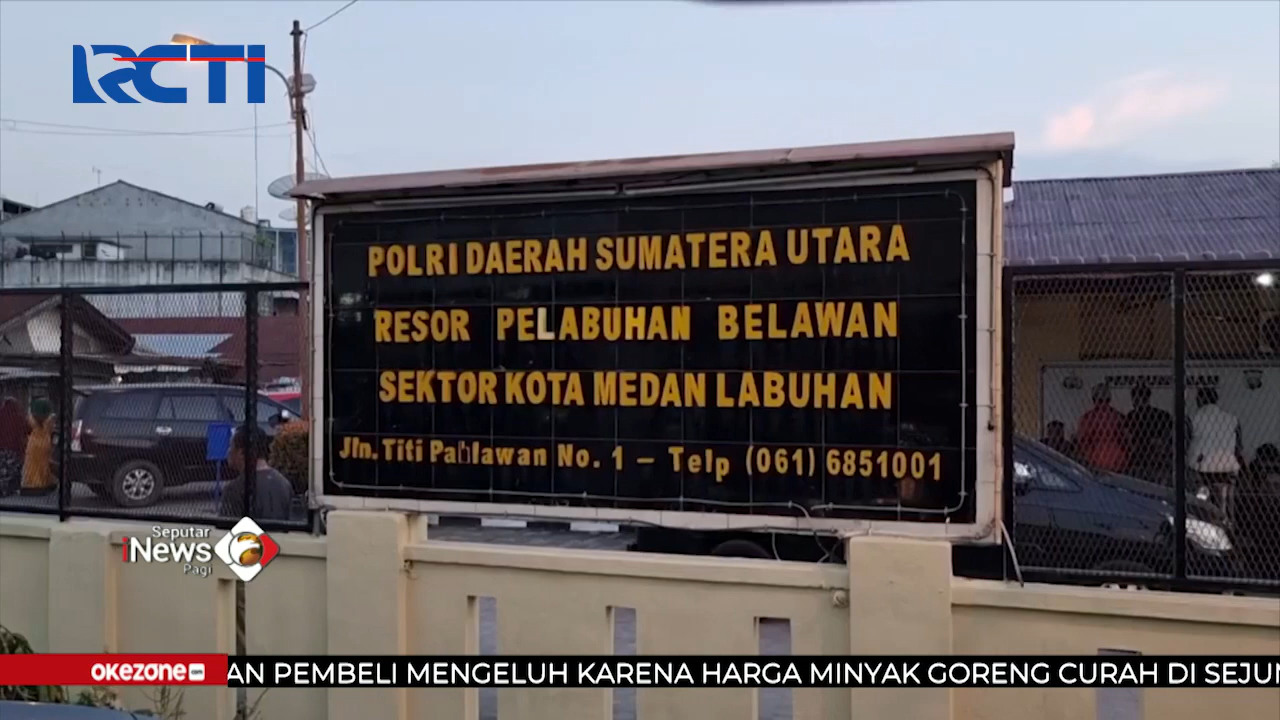 RCTI
POLRI DAERAH SUMATERA UTARA
RESOR PELABUHAN BELAWAN
SEKTOR KOTA MEDAN LABUHAN
Jln. Titi Pahlawan No. 1 – Telp (061) 6851001
Seputar
iNews
Pagi
OKEZONE.COM
AN PEMBELI MENGELUH KARENA HARGA MINYAK GORENG CURAH DI SEJUN